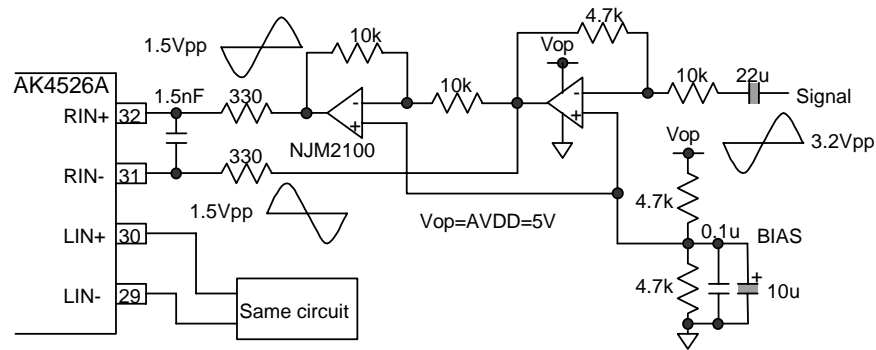 4.7k
10k
1.5Vpp
Vop
AK4526A
10k
10k
22u
1.5nF
330
Signal
RIN+
32
-
+
-
+
NJM2100
Vop
3.2Vpp
330
RIN-
31
4.7k
1.5Vpp
Vop=AVDD=5V
LIN+
30
0.1u
BIAS
4.7k
+
10u
LIN-
29
Same circuit